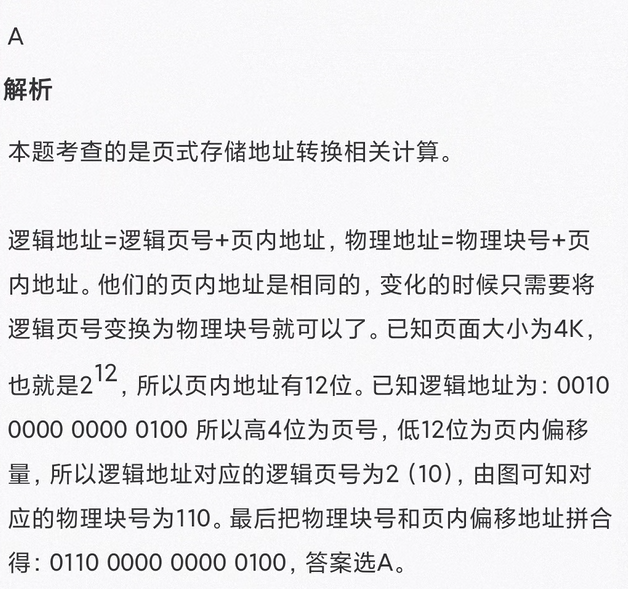 A
解析
本题考查的是页式存储地址转换相关计算。
逻辑地址=逻辑页号+页内地址，物理地址=物理块号+页
内地址。他们的页内地址是相同的，变化的时候只需要将
逻辑页号变换为物理块号就可以了。已知页面大小为4K，
也就是2^12，所以页内地址有12位。已知逻辑地址为：0010
0000 0000 0100 所以高4位为页号，低12位为页内偏移
量，所以逻辑地址对应的逻辑页号为2（10），由图可知对
应的物理块号为110。最后把物理块号和页内偏移地址拼合
得：0110 0000 0000 0100，答案选A。